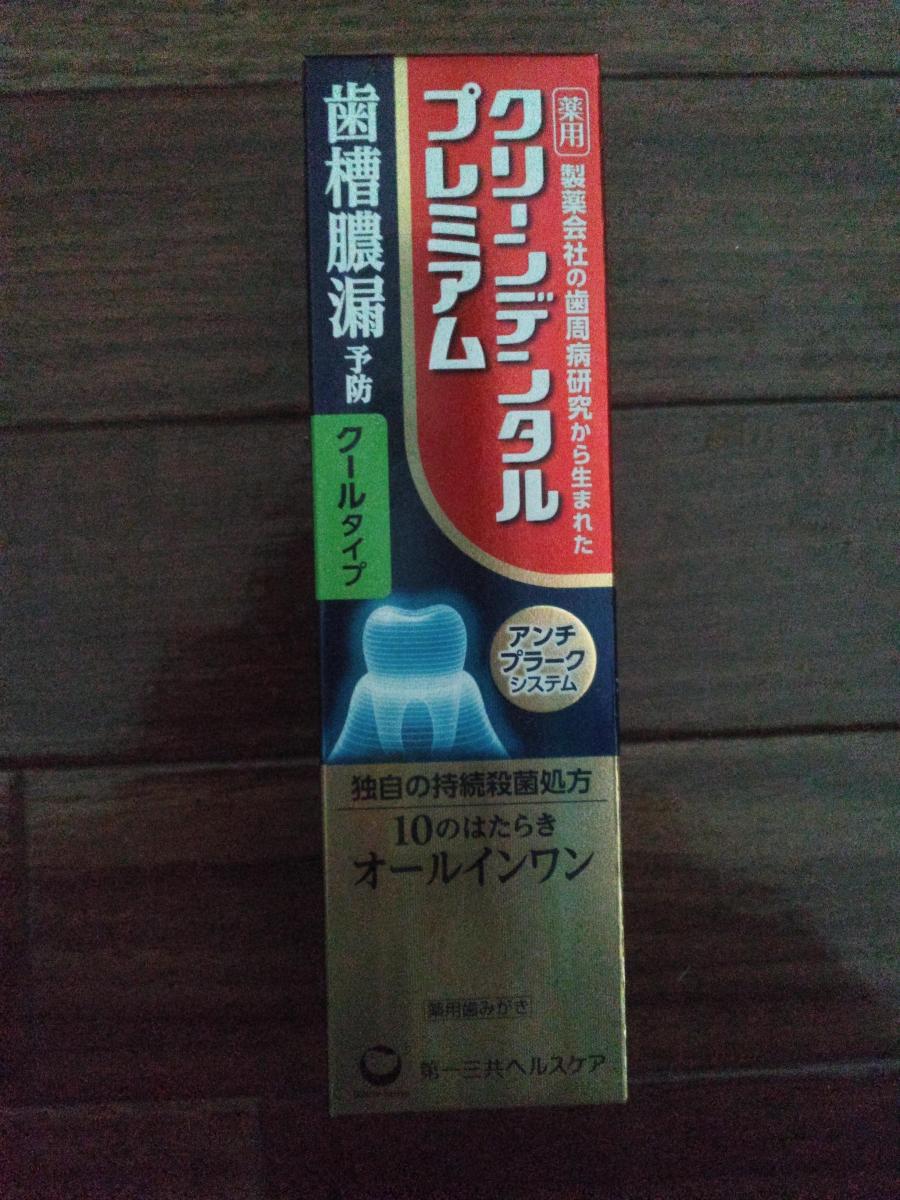 薬用
製薬会社の歯周病研究から生まれた
クリーンデンタル
プレミアム
歯槽膿漏
予防
クールタイプ
アンチ
プラーク
システム
独自の持続殺菌処方
10のはたらき
オールインワン
薬用歯みがき
第一三共ヘルスケア